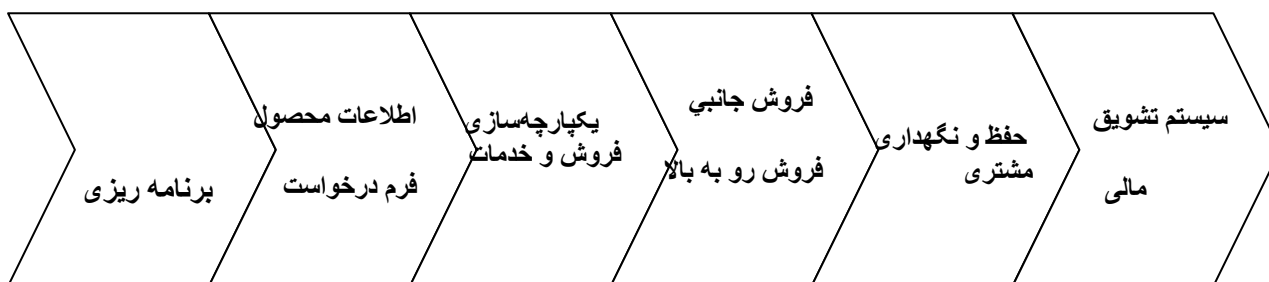 برنامه ریزی
اطلاعات محصول
فرم درخواست
یکپارچه‌سازی
فروش و خدمات
فروش جانبي
فروش رو به بالا
حفظ و نگهداری
مشتری
سیستم تشویق
مالی